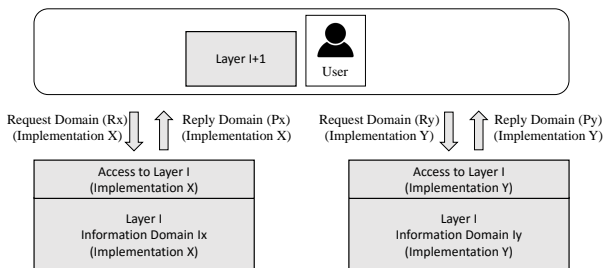 Layer I+1
User
Request Domain (Rx)
(Implementation X)
Reply Domain (Px)
(Implementation X)
Request Domain (Ry)
(Implementation Y)
Reply Domain (Py)
(Implementation Y)
Access to Layer I
(Implementation X)
Layer I
Information Domain Ix
(Implementation X)
Access to Layer I
(Implementation Y)
Layer I
Information Domain Iy
(Implementation Y)